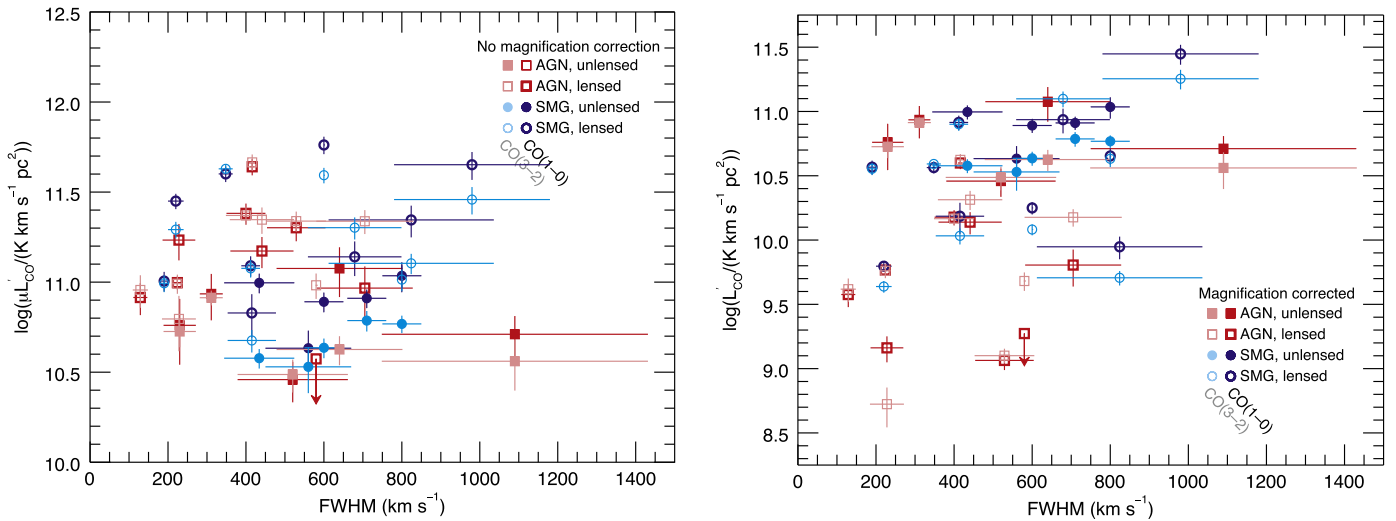 12.5
12.0
11.5
11.0
10.5
10.0
0
200
400
600
800
1000
1200
1400
FWHM (km s⁻¹)
log(μL′CO/(K km s⁻¹ pc²))
No magnification correction
AGN, unlensed
AGN, lensed
SMG, unlensed
SMG, lensed
CO(3−2)
CO(1−0)
11.5
11.0
10.5
10.0
9.5
9.0
8.5
0
200
400
600
800
1000
1200
1400
FWHM (km s⁻¹)
log(L′CO/(K km s⁻¹ pc²))
Magnification corrected
AGN, unlensed
AGN, lensed
SMG, unlensed
SMG, lensed
CO(3−2)
CO(1−0)